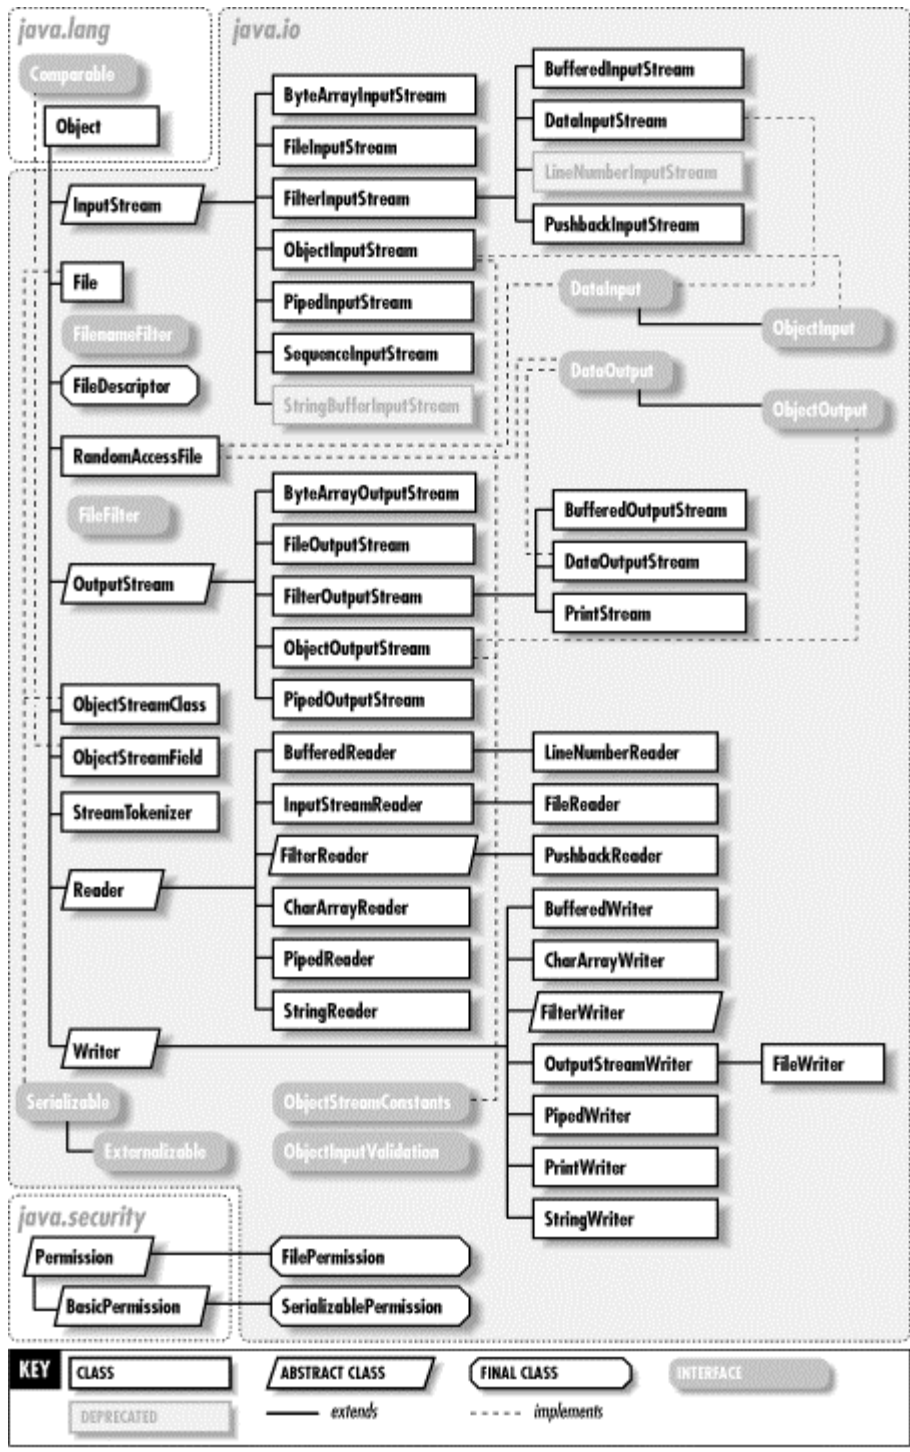 java.lang
java.io
Comparable
Object
InputStream
File
FilenameFilter
FileDescriptor
RandomAccessFile
FileFilter
OutputStream
ObjectStreamClass
ObjectStreamField
StreamTokenizer
Reader
Writer
Serializable
Externalizable
ByteArrayInputStream
FileInputStream
FilterInputStream
ObjectInputStream
PipedInputStream
SequenceInputStream
StringBufferInputStream
BufferedInputStream
DataInputStream
LineNumberInputStream
PushbackInputStream
DataInput
ObjectInput
DataOutput
ObjectOutput
ByteArrayOutputStream
FileOutputStream
FilterOutputStream
ObjectOutputStream
PipedOutputStream
BufferedOutputStream
DataOutputStream
PrintStream
BufferedReader
InputStreamReader
FilterReader
CharArrayReader
PipedReader
StringReader
LineNumberReader
FileReader
PushbackReader
BufferedWriter
CharArrayWriter
FilterWriter
OutputStreamWriter
FileWriter
PipedWriter
PrintWriter
StringWriter
ObjectStreamConstants
ObjectInputValidation
java.security
Permission
BasicPermission
FilePermission
SerializablePermission
KEY
CLASS
ABSTRACT CLASS
FINAL CLASS
INTERFACE
DEPRECATED
extends
implements